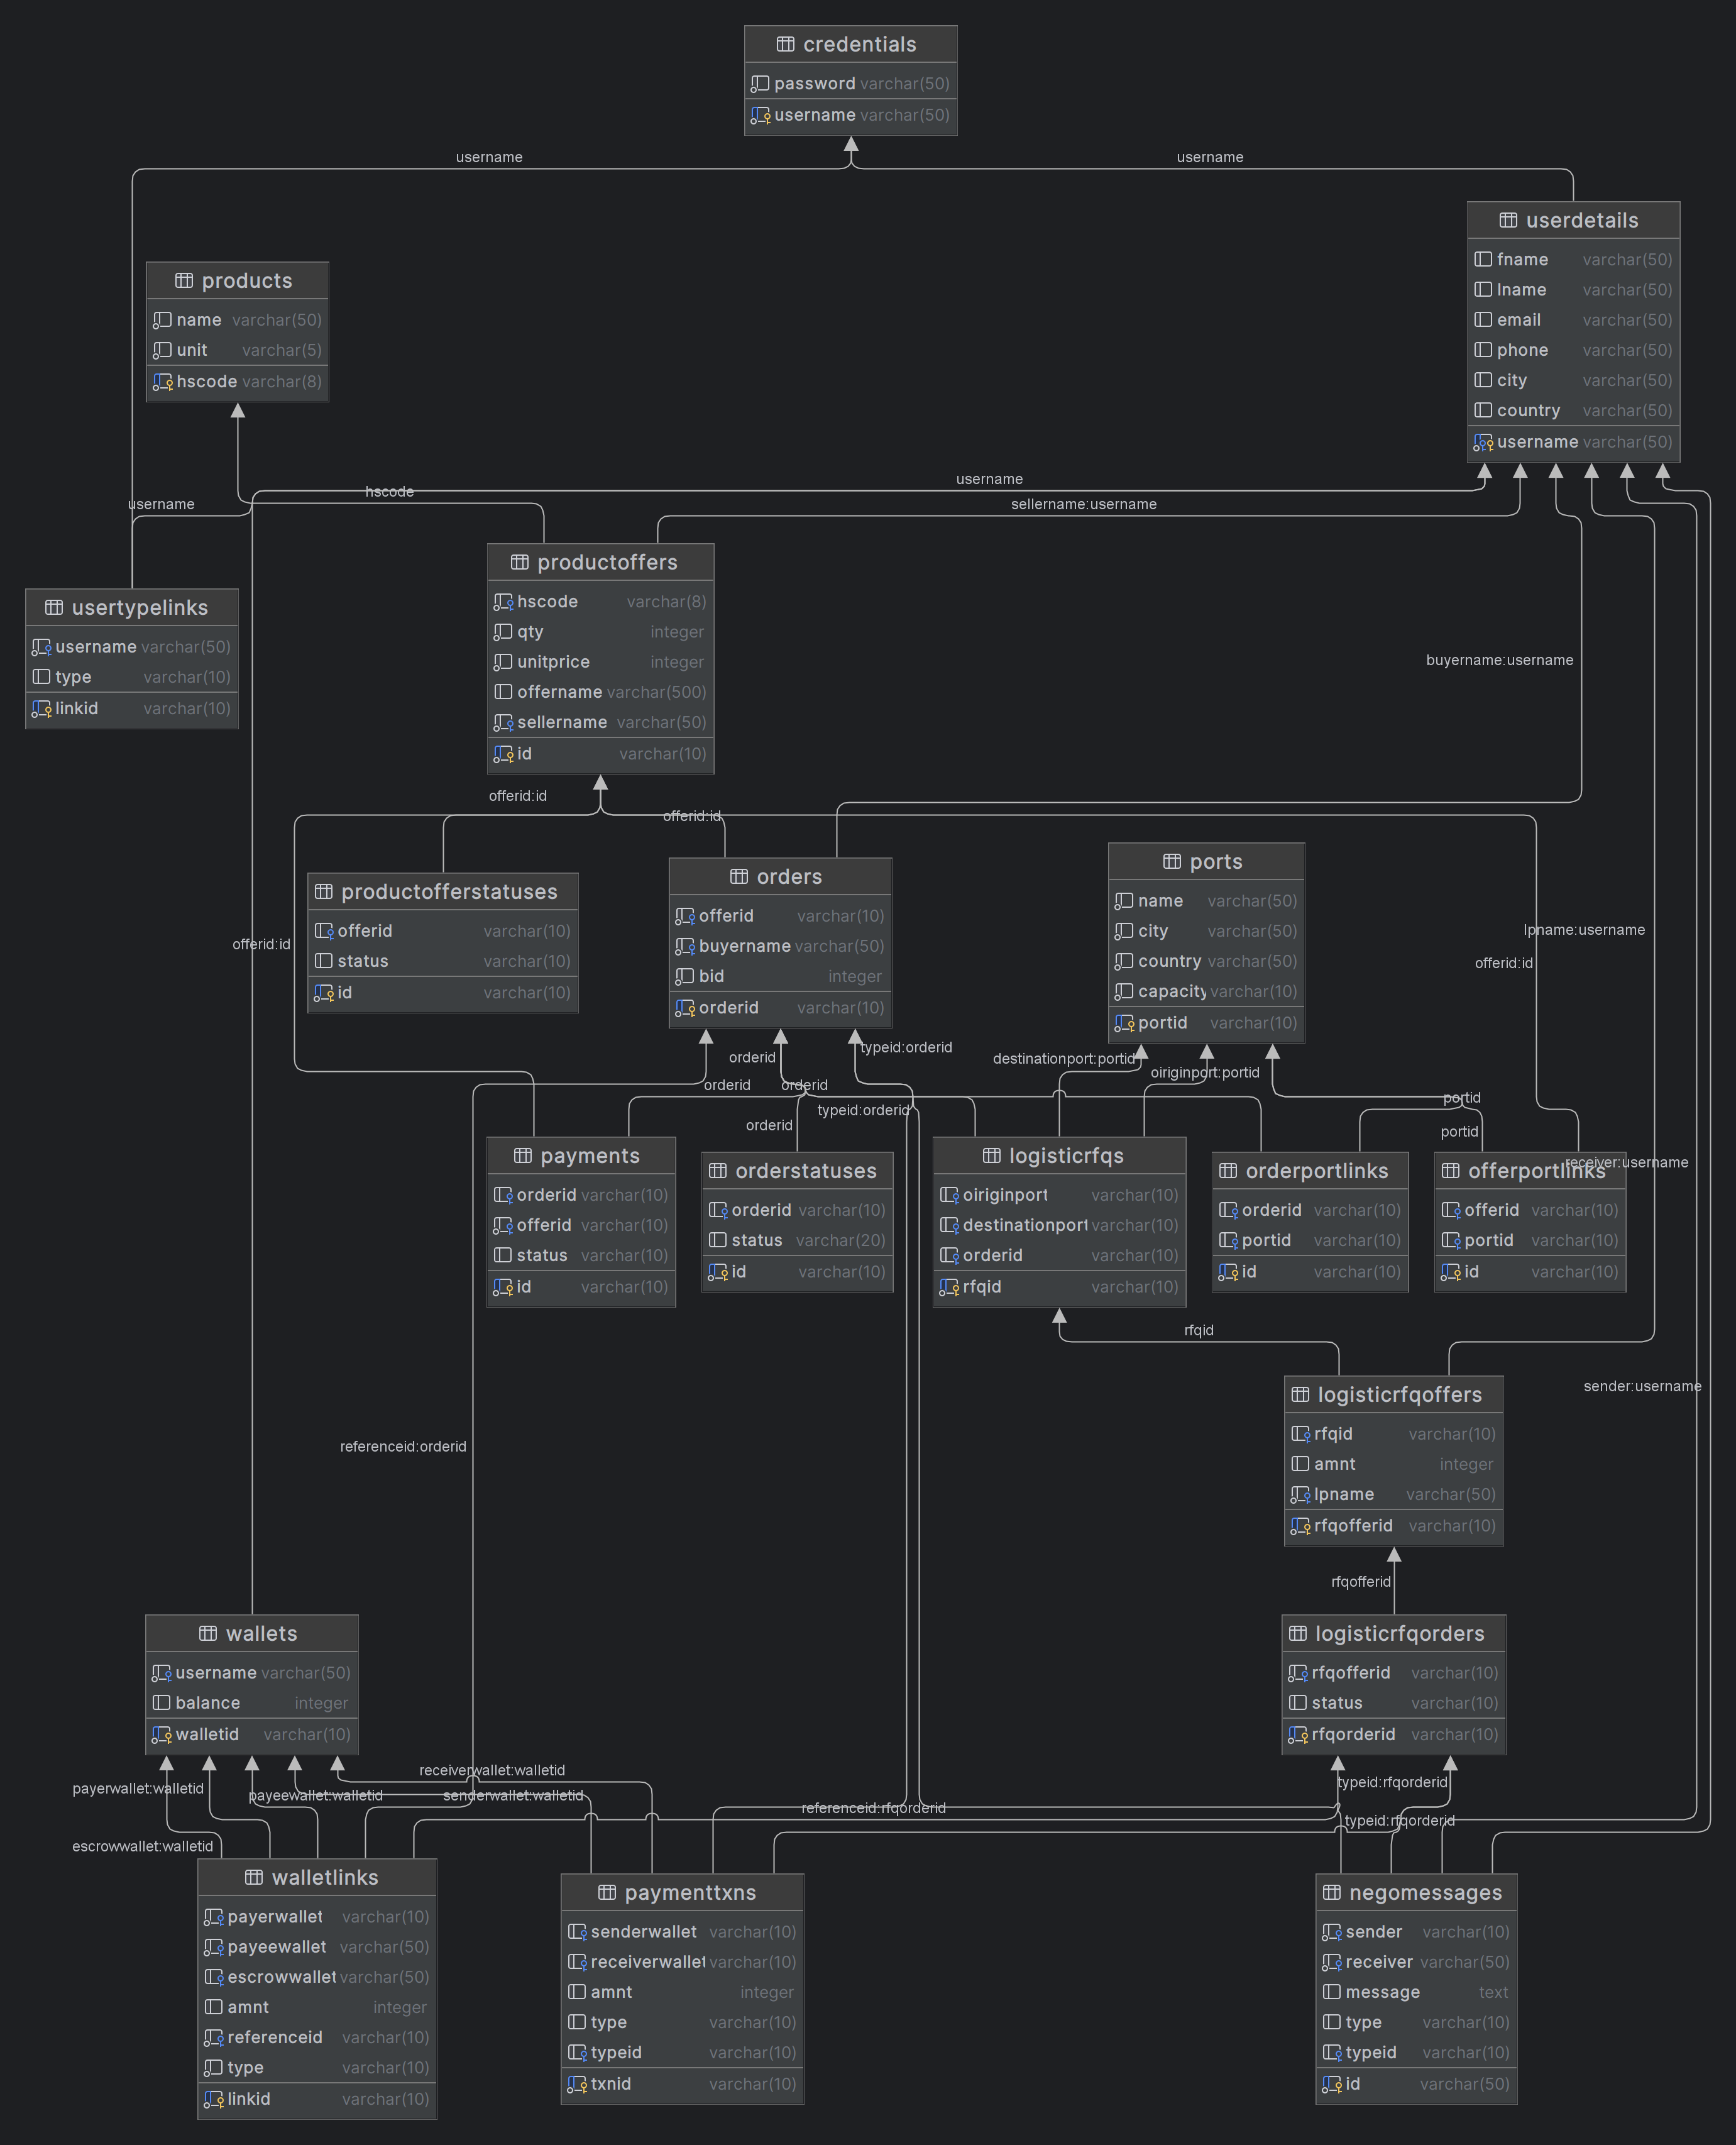 credentials
password varchar(50)
username varchar(50)
username
username
userdetails
fname varchar(50)
lname varchar(50)
email varchar(50)
phone varchar(50)
city varchar(50)
country varchar(50)
username varchar(50)
products
name varchar(50)
unit varchar(5)
hscode varchar(8)
username
hscode
username
sellername:username
productoffers
hscode varchar(8)
qty integer
unitprice integer
offername varchar(500)
sellername varchar(50)
id varchar(10)
usertypelinks
username varchar(50)
type varchar(10)
linkid varchar(10)
buyername:username
offerid:id
offerid:id
productofferstatuses
offerid varchar(10)
status varchar(10)
id varchar(10)
orders
offerid varchar(10)
buyername varchar(50)
bid integer
orderid varchar(10)
ports
name varchar(50)
city varchar(50)
country varchar(50)
capacity varchar(10)
portid varchar(10)
offerid:id
lpname:username
offerid:id
orderid
typeid:orderid
destinationport:portid
oiriginport:portid
orderid
orderid
typeid:orderid
orderid
portid
portid
receiver:username
payments
orderid varchar(10)
offerid varchar(10)
status varchar(10)
id varchar(10)
orderstatuses
orderid varchar(10)
status varchar(20)
id varchar(10)
logisticrfqs
oiriginport varchar(10)
destinationport varchar(10)
orderid varchar(10)
rfqid varchar(10)
orderportlinks
orderid varchar(10)
portid varchar(10)
id varchar(10)
offerportlinks
offerid varchar(10)
portid varchar(10)
id varchar(10)
rfqid
sender:username
logisticrfqoffers
rfqid varchar(10)
amnt integer
lpname varchar(50)
rfqofferid varchar(10)
referenceid:orderid
rfqofferid
wallets
username varchar(50)
balance integer
walletid varchar(10)
logisticrfqorders
rfqofferid varchar(10)
status varchar(10)
rfqorderid varchar(10)
receiverwallet:walletid
payerwallet:walletid
payeewallet:walletid
senderwallet:walletid
typeid:rfqorderid
referenceid:rfqorderid
typeid:rfqorderid
escrowwallet:walletid
walletlinks
payerwallet varchar(10)
payeewallet varchar(50)
escrowwallet varchar(50)
amnt integer
referenceid varchar(10)
type varchar(10)
linkid varchar(10)
paymenttxns
senderwallet varchar(10)
receiverwallet varchar(10)
amnt integer
type varchar(10)
typeid varchar(10)
txnid varchar(10)
negomessages
sender varchar(10)
receiver varchar(50)
message text
type varchar(10)
typeid varchar(10)
id varchar(50)